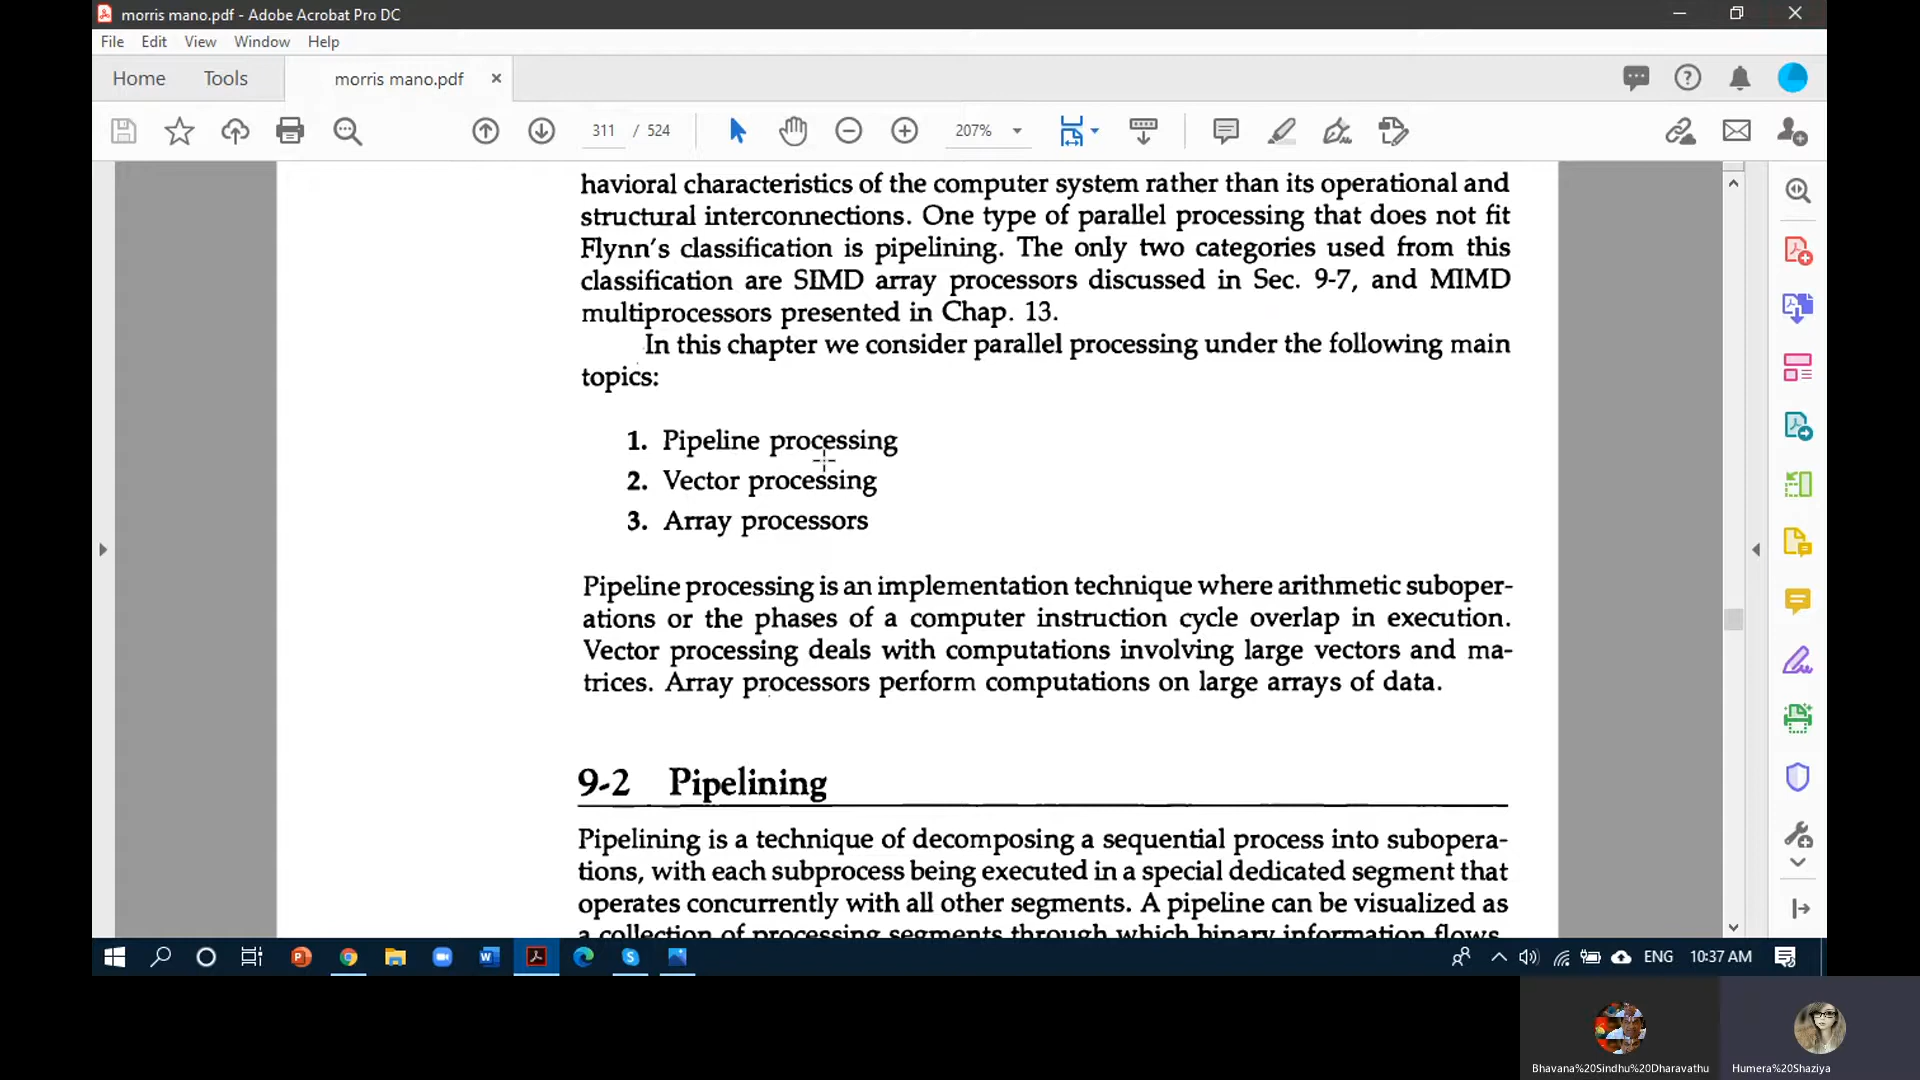 morris mano.pdf - Adobe Acrobat Pro DC
File Edit View Window Help
Home Tools morris mano.pdf
311 / 524 207%
havioral characteristics of the computer system rather than its operational and
structural interconnections. One type of parallel processing that does not fit
Flynn's classification is pipelining. The only two categories used from this
classification are SIMD array processors discussed in Sec. 9-7, and MIMD
multiprocessors presented in Chap. 13.
In this chapter we consider parallel processing under the following main
topics:
1. Pipeline processing
2. Vector processing
3. Array processors
Pipeline processing is an implementation technique where arithmetic suboper-
ations or the phases of a computer instruction cycle overlap in execution.
Vector processing deals with computations involving large vectors and ma-
trices. Array processors perform computations on large arrays of data.
9-2 Pipelining
Pipelining is a technique of decomposing a sequential process into subopera-
tions, with each subprocess being executed in a special dedicated segment that
operates concurrently with all other segments. A pipeline can be visualized as
a collection of processing segments through which binary information flows.
ENG 10:37 AM
Bhavana%20Sindhu%20Dharavathu Humera%20Shaziya